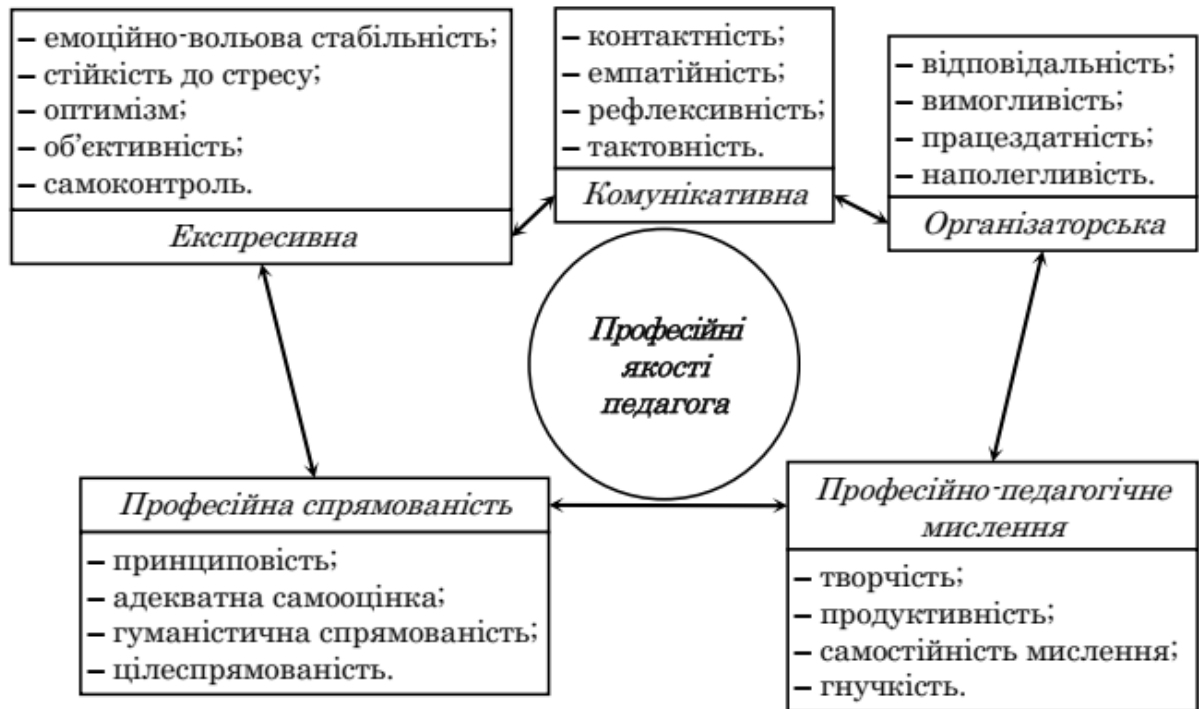 – емоційно-вольова стабільність;
– стійкість до стресу;
– оптимізм;
– об’єктивність;
– самоконтроль.
Експресивна
– контактність;
– емпатійність;
– рефлексивність;
– тактовність.
Комунікативна
– відповідальність;
– вимогливість;
– працездатність;
– наполегливість.
Організаторська
Професійні
якості
педагога
Професійна спрямованість
– принциповість;
– адекватна самооцінка;
– гуманістична спрямованість;
– цілеспрямованість.
Професійно-педагогічне
мислення
– творчість;
– продуктивність;
– самостійність мислення;
– гнучкість.